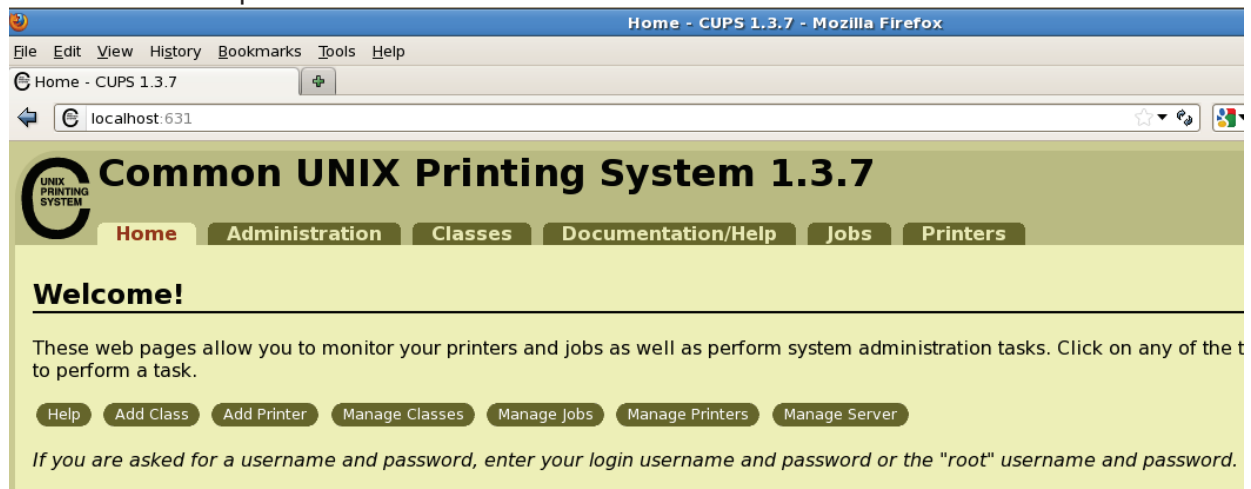 Home - CUPS 1.3.7 - Mozilla Firefox
File Edit View History Bookmarks Tools Help
Home - CUPS 1.3.7
localhost:631
UNIX PRINTING SYSTEM
Common UNIX Printing System 1.3.7
Home Administration Classes Documentation/Help Jobs Printers
Welcome!
These web pages allow you to monitor your printers and jobs as well as perform system administration tasks. Click on any of the
to perform a task.
Help Add Class Add Printer Manage Classes Manage Jobs Manage Printers Manage Server
If you are asked for a username and password, enter your login username and password or the "root" username and password.